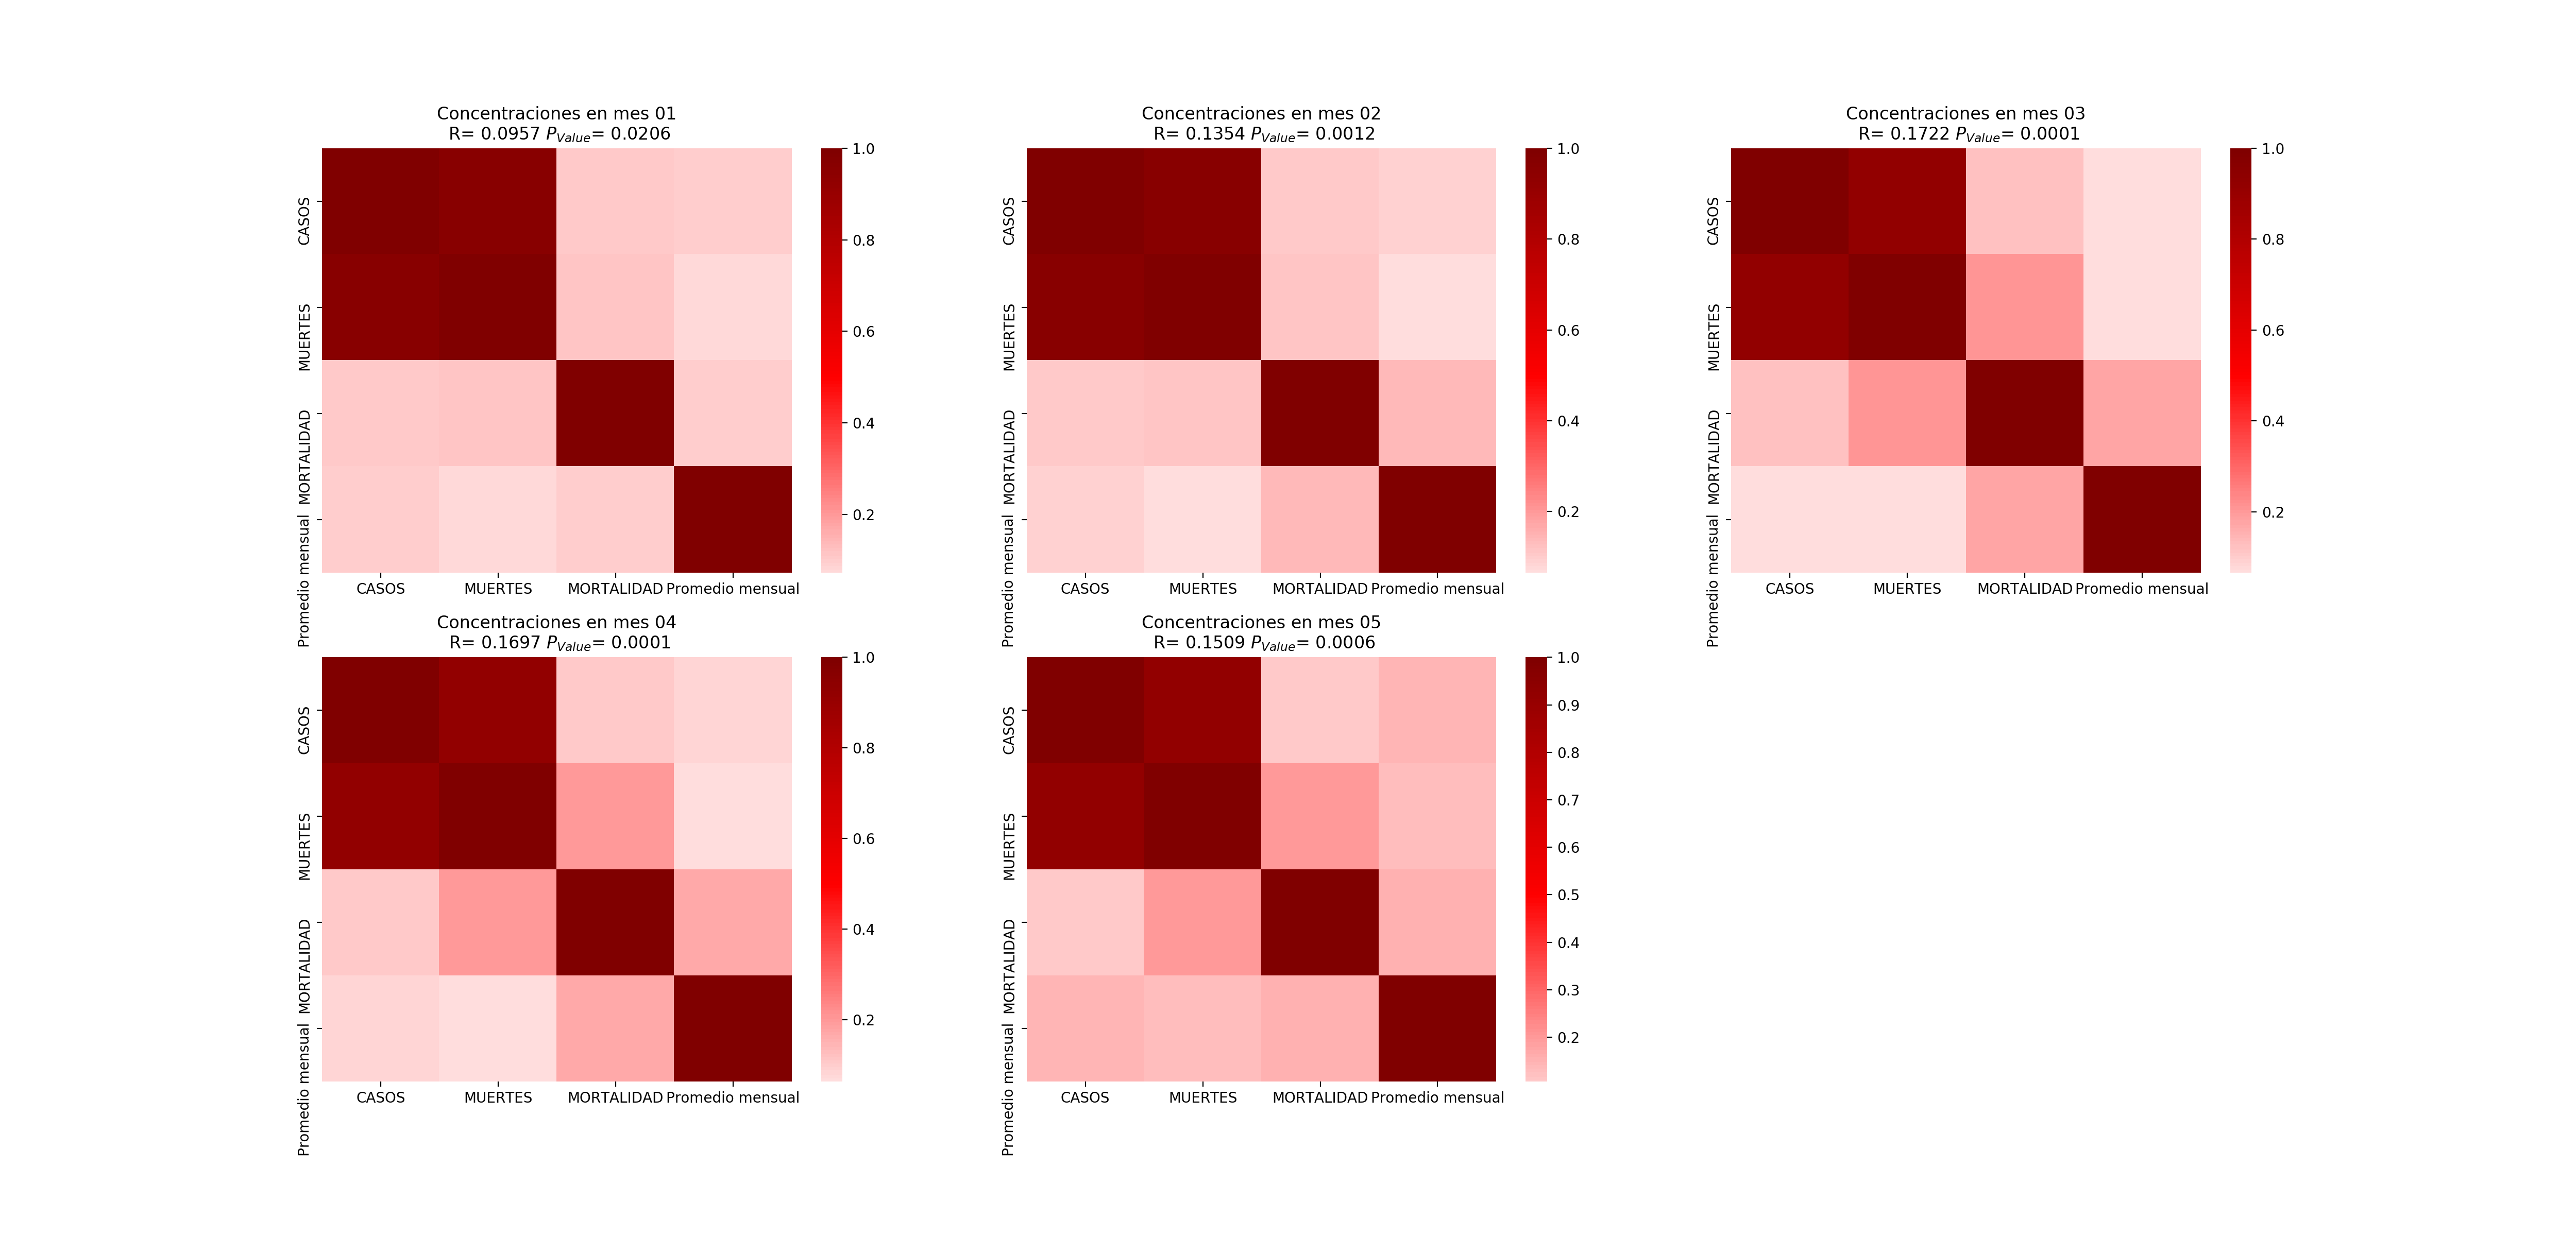 Concentraciones en mes 01
R= 0.0957 P_Value= 0.0206
CASOS
MUERTES
MORTALIDAD
Promedio mensual
1.0
0.8
0.6
0.4
0.2
CASOS MUERTES MORTALIDAD Promedio mensual
Concentraciones en mes 02
R= 0.1354 P_Value= 0.0012
CASOS
MUERTES
MORTALIDAD
Promedio mensual
1.0
0.8
0.6
0.4
0.2
CASOS MUERTES MORTALIDAD Promedio mensual
Concentraciones en mes 03
R= 0.1722 P_Value= 0.0001
CASOS
MUERTES
MORTALIDAD
Promedio mensual
1.0
0.8
0.6
0.4
0.2
CASOS MUERTES MORTALIDAD Promedio mensual
Concentraciones en mes 04
R= 0.1697 P_Value= 0.0001
CASOS
MUERTES
MORTALIDAD
Promedio mensual
1.0
0.8
0.6
0.4
0.2
CASOS MUERTES MORTALIDAD Promedio mensual
Concentraciones en mes 05
R= 0.1509 P_Value= 0.0006
CASOS
MUERTES
MORTALIDAD
Promedio mensual
1.0
0.9
0.8
0.7
0.6
0.5
0.4
0.3
0.2
CASOS MUERTES MORTALIDAD Promedio mensual